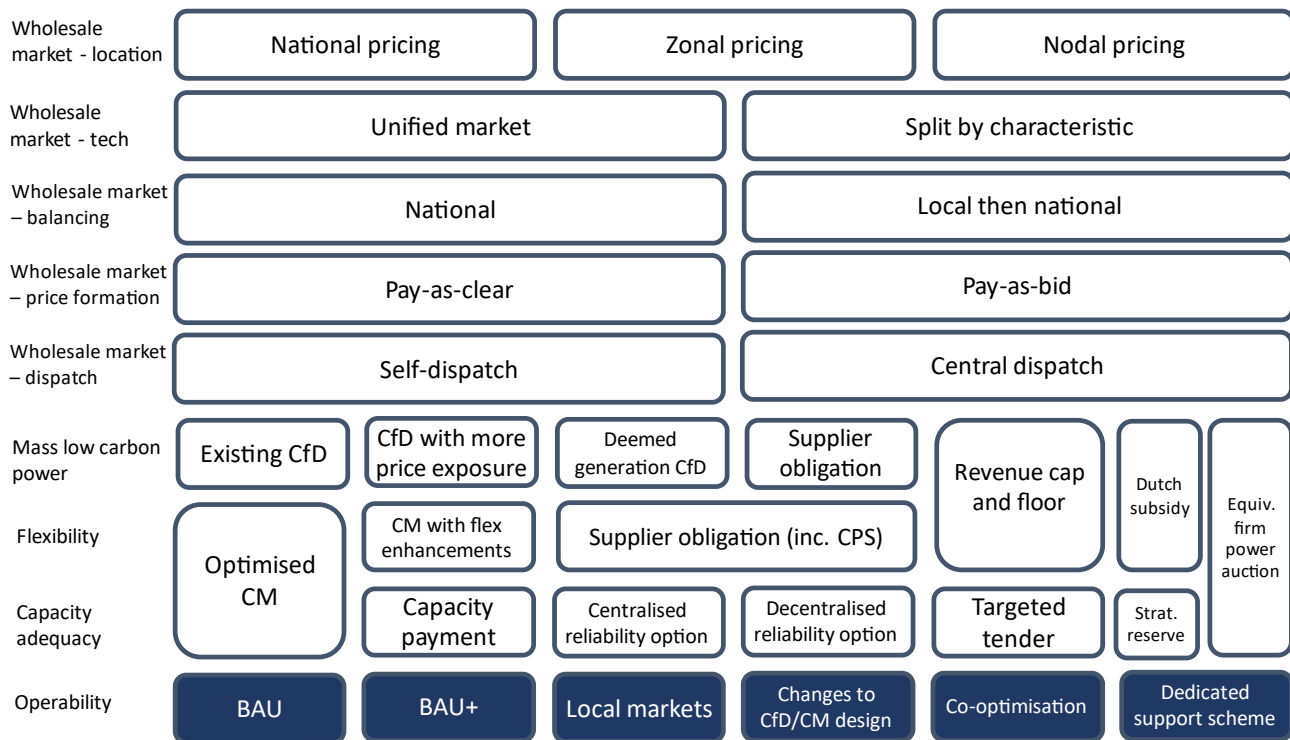 Wholesale
market - location
National pricing
Zonal pricing
Nodal pricing
Wholesale
market - tech
Unified market
Split by characteristic
Wholesale market
– balancing
National
Local then national
Wholesale market
– price formation
Pay-as-clear
Pay-as-bid
Wholesale market
– dispatch
Self-dispatch
Central dispatch
Mass low carbon
power
Existing CfD
CfD with more
price exposure
Deemed
generation CfD
Supplier
obligation
Revenue cap
and floor
Dutch
subsidy
Equiv.
firm
power
auction
Flexibility
Optimised
CM
CM with flex
enhancements
Supplier obligation (inc. CPS)
Capacity
adequacy
Capacity
payment
Centralised
reliability option
Decentralised
reliability option
Targeted
tender
Strat.
reserve
Operability
BAU
BAU+
Local markets
Changes to
CfD/CM design
Co-optimisation
Dedicated
support scheme